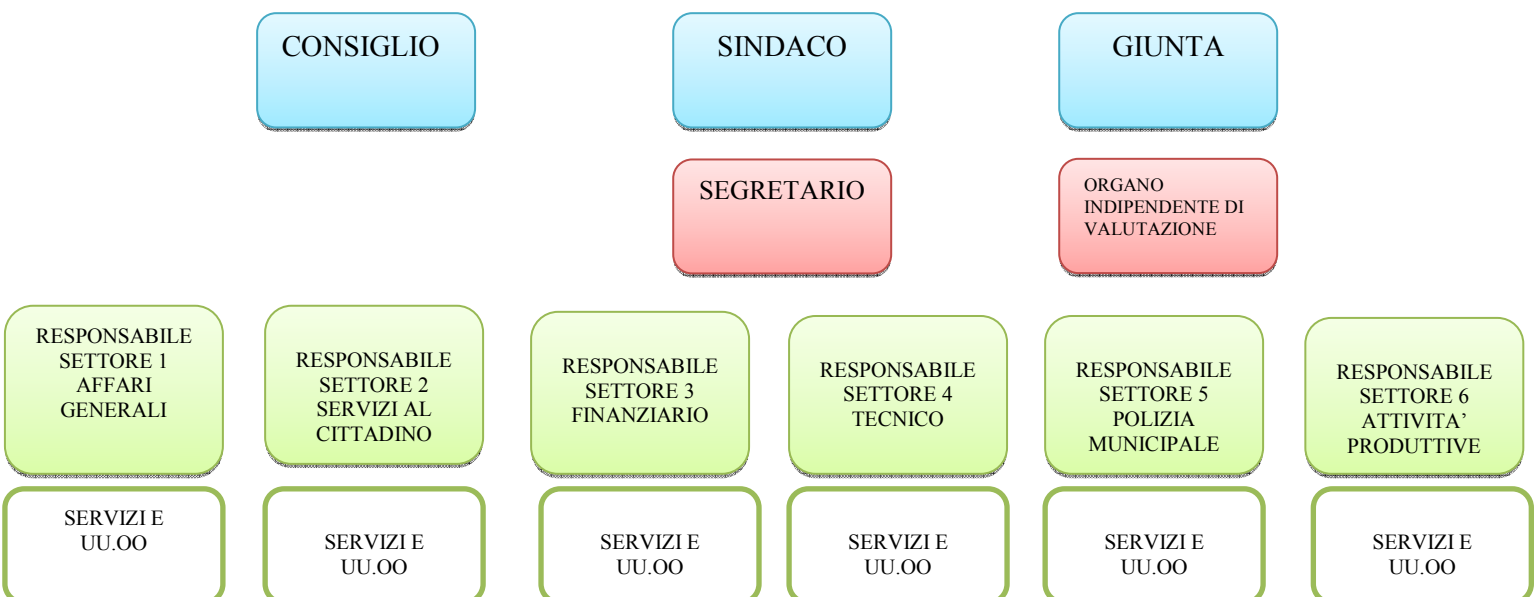 CONSIGLIO
SINDACO
GIUNTA
SEGRETARIO
ORGANO
INDIPENDENTE DI
VALUTAZIONE
RESPONSABILE
SETTORE 1
AFFARI
GENERALI
RESPONSABILE
SETTORE 2
SERVIZI AL
CITTADINO
RESPONSABILE
SETTORE 3
FINANZIARIO
RESPONSABILE
SETTORE 4
TECNICO
RESPONSABILE
SETTORE 5
POLIZIA
MUNICIPALE
RESPONSABILE
SETTORE 6
ATTIVITA’
PRODUTTIVE
SERVIZI E
UU.OO
SERVIZI E
UU.OO
SERVIZI E
UU.OO
SERVIZI E
UU.OO
SERVIZI E
UU.OO
SERVIZI E
UU.OO